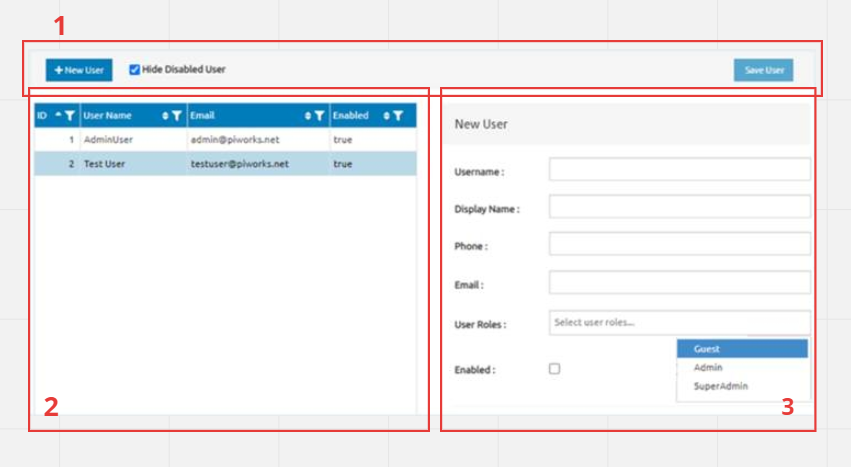 1
+ New User
Hide Disabled User
Save User
ID User Name Email Enabled
1 AdminUser admin@piworks.net true
2 Test User testuser@piworks.net true
2
New User
Username :
Display Name :
Phone :
Email :
User Roles : Select user roles...
Guest
Admin
SuperAdmin
Enabled :
3